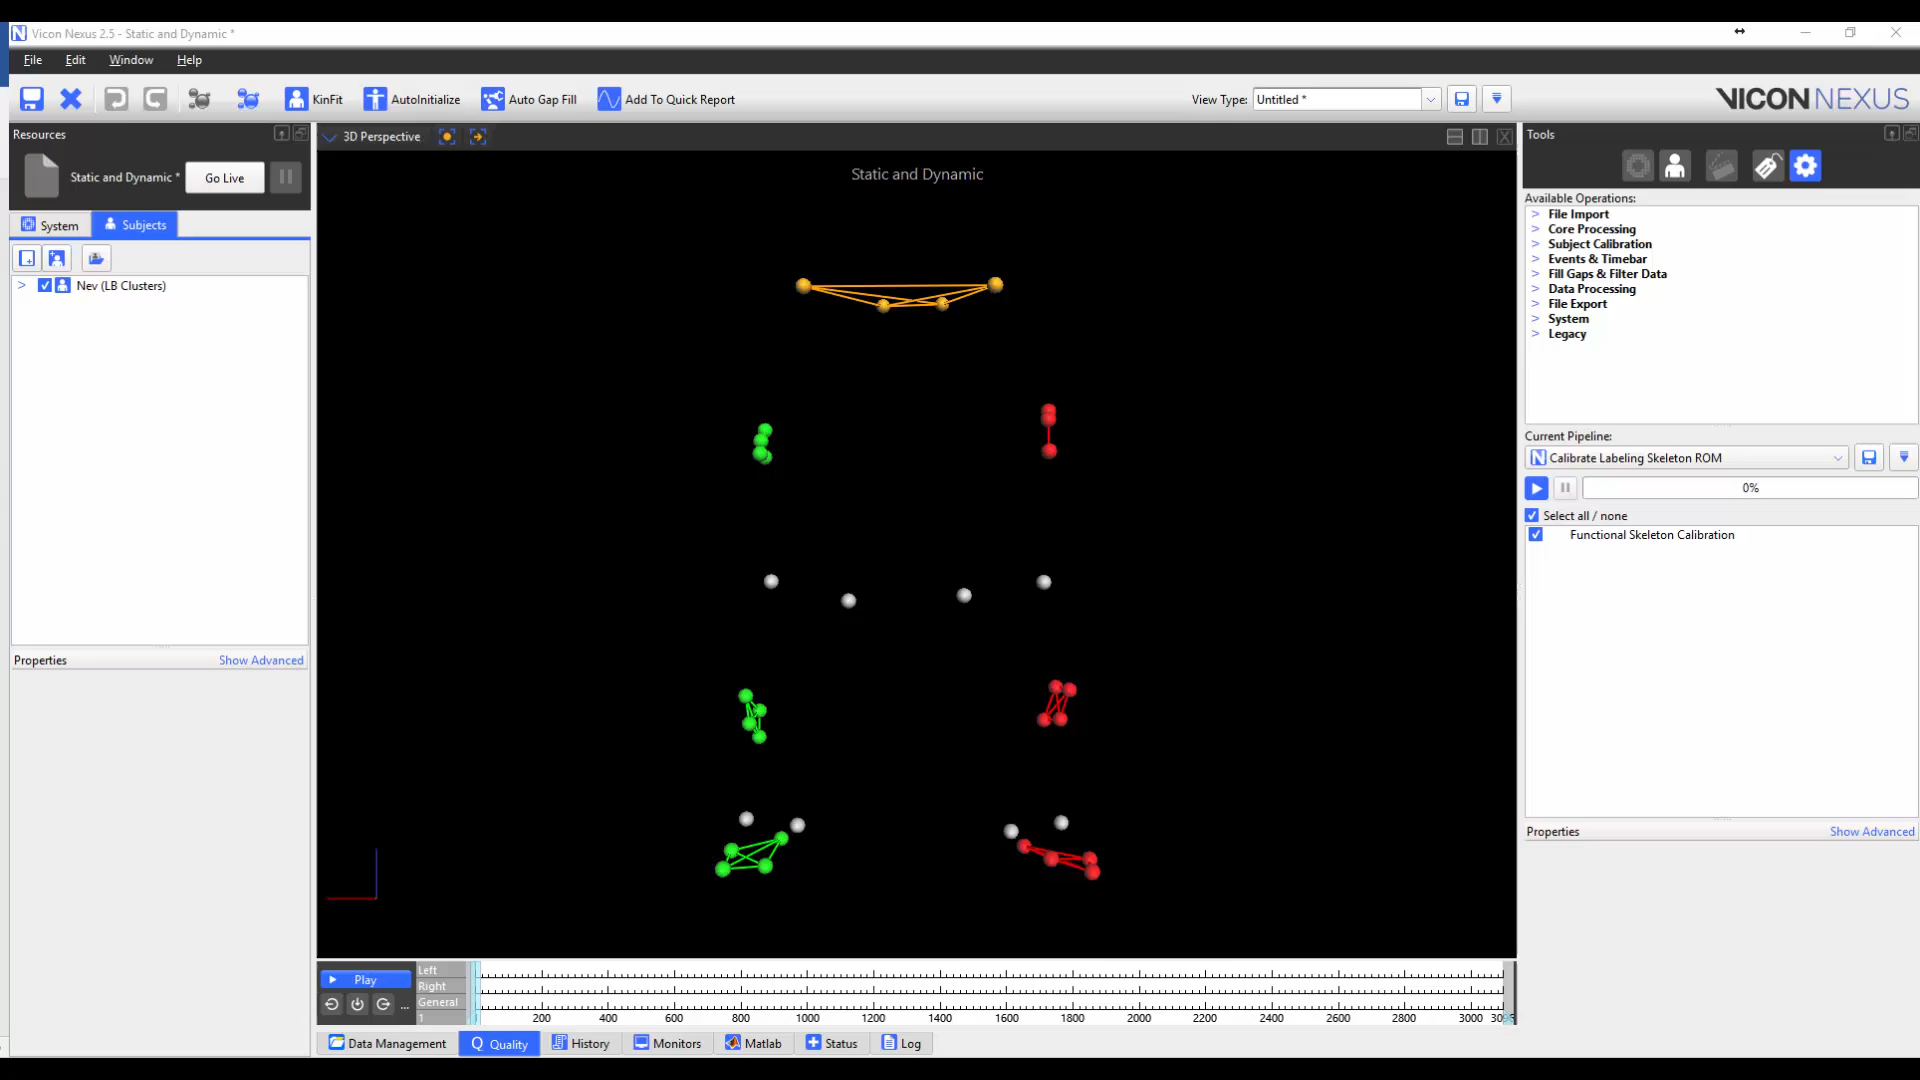 Vicon Nexus 2.5 - Static and Dynamic *
File Edit Window Help
KinFit AutoInitialize Auto Gap Fill Add To Quick Report View Type: Untitled * VICON NEXUS
Resources
Static and Dynamic * Go Live
System Subjects
Nev (LB Clusters)
Properties Show Advanced
3D Perspective
Static and Dynamic
Play
Left
Right
General
1 200 400 600 800 1000 1200 1400 1600 1800 2000 2200 2400 2600 2800 3000
Data Management Quality History Monitors Matlab Status Log
Tools
Available Operations:
> File Import
> Core Processing
> Subject Calibration
> Events & Timebar
> Fill Gaps & Filter Data
> Data Processing
> File Export
> System
> Legacy
Current Pipeline:
Calibrate Labeling Skeleton ROM
0%
Select all / none
Functional Skeleton Calibration
Properties Show Advanced